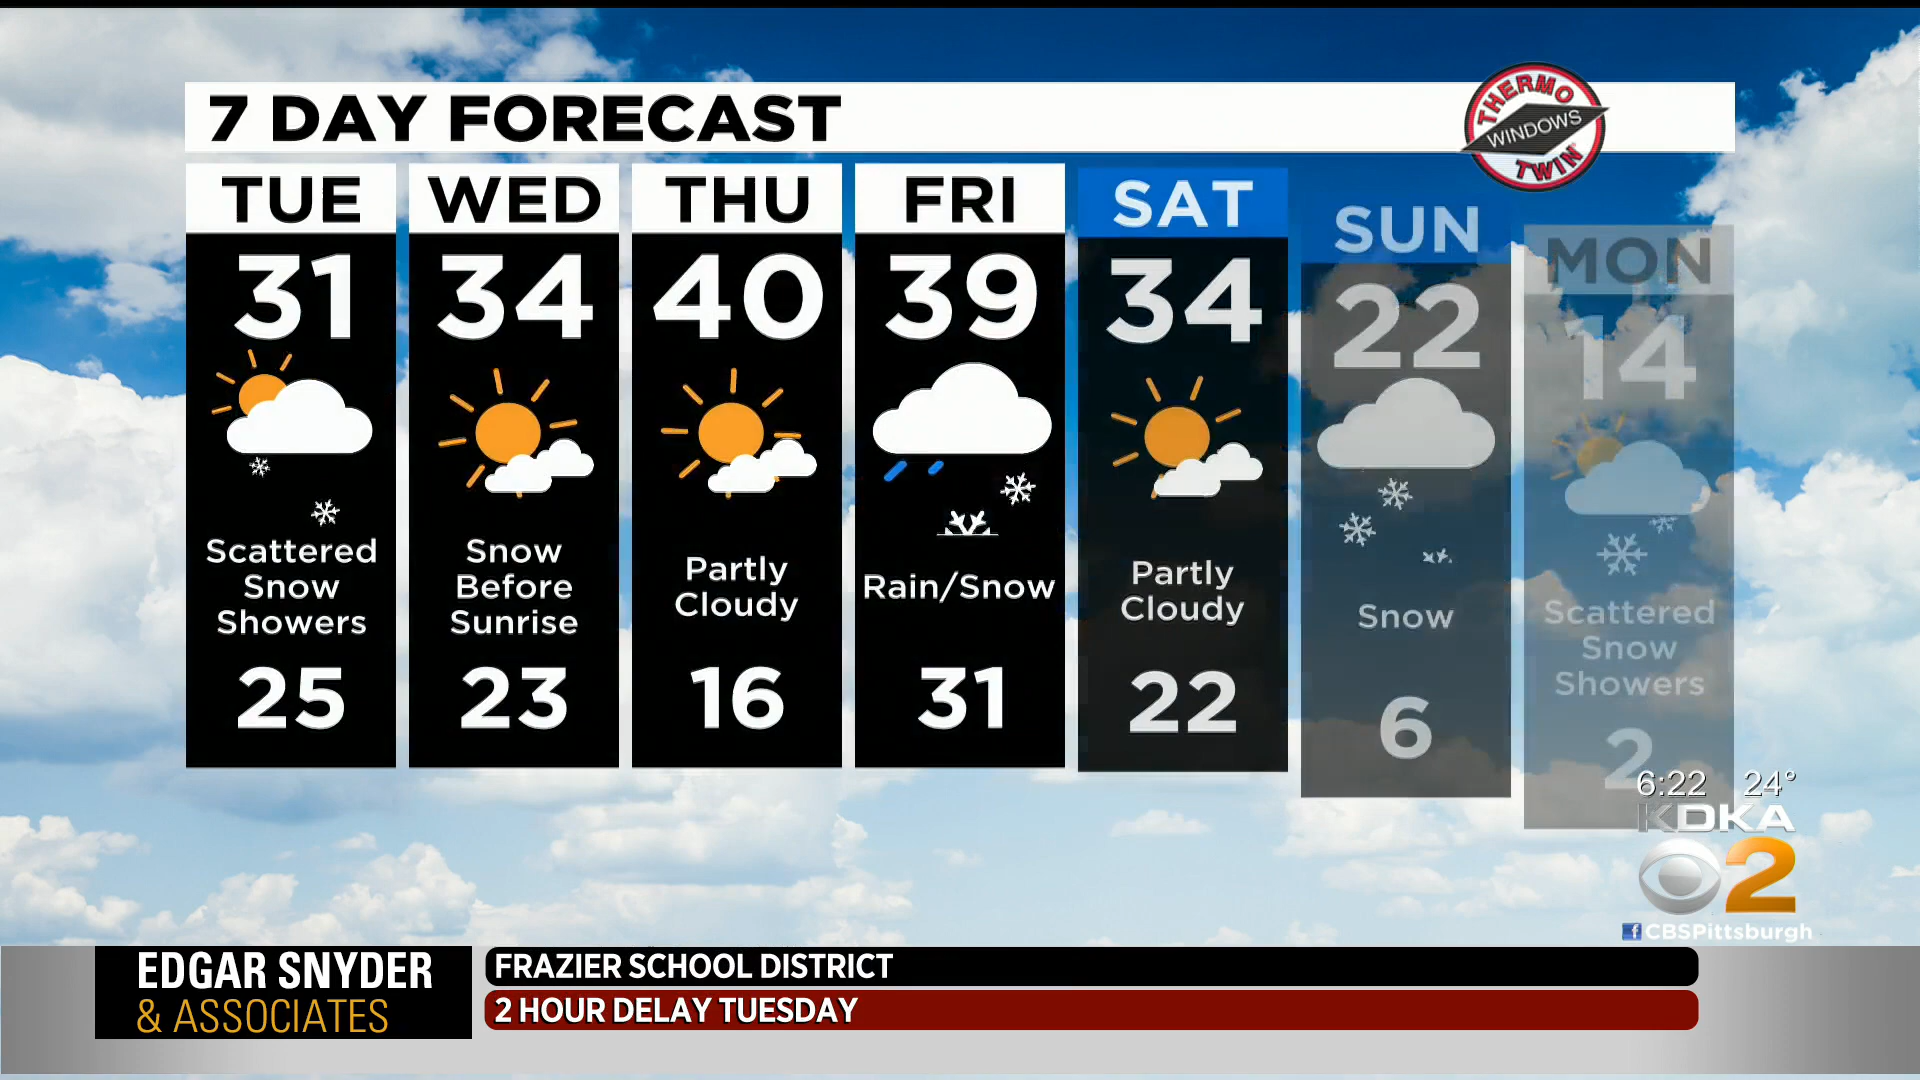 7 DAY FORECAST
THERMO
WINDOWS
TWIN
TUE
31
Scattered
Snow
Showers
25
WED
34
Snow
Before
Sunrise
23
THU
40
Partly
Cloudy
16
FRI
39
Rain/Snow
31
SAT
34
Partly
Cloudy
22
SUN
22
Snow
6
MON
14
Scattered
Snow
Showers
2
6:22 24°
KDKA
2
f CBSPittsburgh
EDGAR SNYDER
& ASSOCIATES
FRAZIER SCHOOL DISTRICT
2 HOUR DELAY TUESDAY